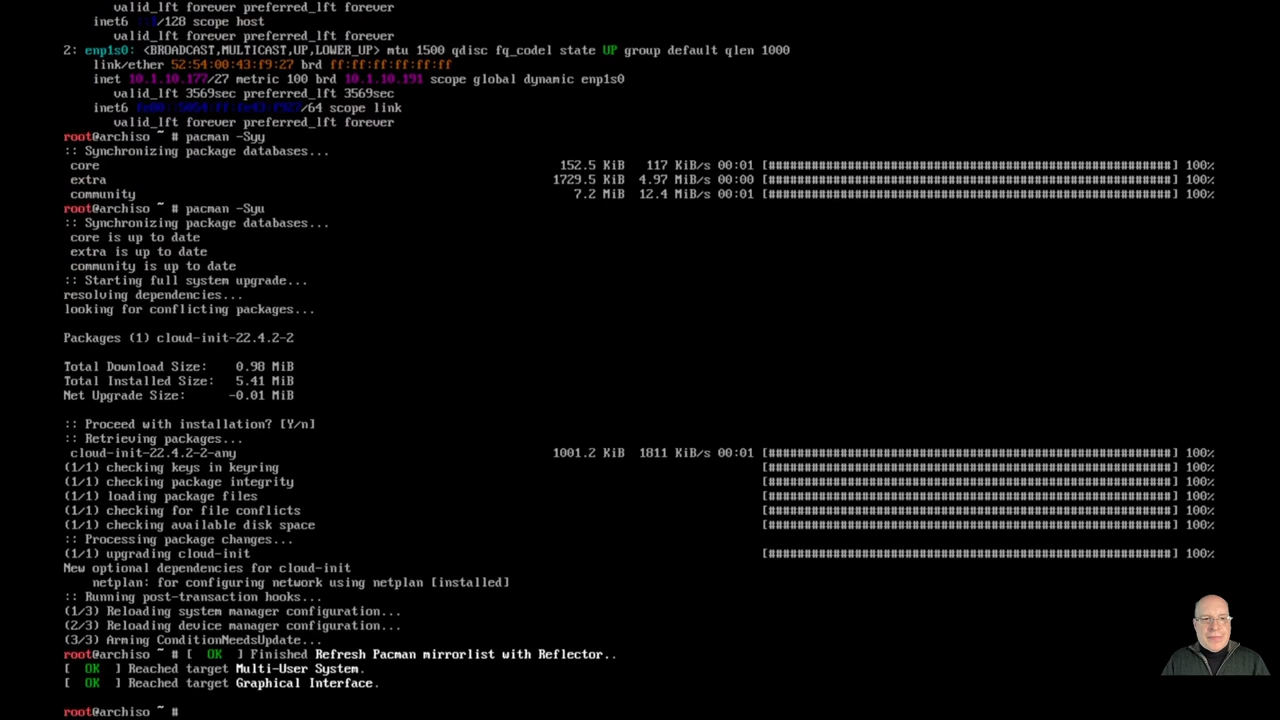 valid_lft forever preferred_lft forever
inet6 ::1/128 scope host
valid_lft forever preferred_lft forever
2: enp1s0: <BROADCAST,MULTICAST,UP,LOWER_UP> mtu 1500 qdisc fq_codel state UP group default qlen 1000
link/ether 52:54:00:43:f9:27 brd ff:ff:ff:ff:ff:ff
inet 10.1.10.177/27 metric 100 brd 10.1.10.191 scope global dynamic enp1s0
valid_lft 3569sec preferred_lft 3569sec
inet6 fe80::5054:ff:fe43:f927/64 scope link
valid_lft forever preferred_lft forever
root@archiso ~ # pacman -Syy
:: Synchronizing package databases...
core 152.5 KiB 117 KiB/s 00:01 [######################################################] 100%
extra 1729.5 KiB 4.97 MiB/s 00:00 [######################################################] 100%
community 7.2 MiB 12.4 MiB/s 00:01 [######################################################] 100%
root@archiso ~ # pacman -Syu
:: Synchronizing package databases...
core is up to date
extra is up to date
community is up to date
:: Starting full system upgrade...
resolving dependencies...
looking for conflicting packages...
Packages (1) cloud-init-22.4.2-2
Total Download Size: 0.98 MiB
Total Installed Size: 5.41 MiB
Net Upgrade Size: -0.01 MiB
:: Proceed with installation? [Y/n]
:: Retrieving packages...
cloud-init-22.4.2-2-any 1001.2 KiB 1811 KiB/s 00:01 [######################################################] 100%
(1/1) checking keys in keyring [######################################################] 100%
(1/1) checking package integrity [######################################################] 100%
(1/1) loading package files [######################################################] 100%
(1/1) checking for file conflicts [######################################################] 100%
(1/1) checking available disk space [######################################################] 100%
:: Processing package changes...
(1/1) upgrading cloud-init [######################################################] 100%
New optional dependencies for cloud-init
netplan: for configuring network using netplan [installed]
:: Running post-transaction hooks...
(1/3) Reloading system manager configuration...
(2/3) Reloading device manager configuration...
(3/3) Arming ConditionNeedsUpdate...
root@archiso ~ # [  OK  ] Finished Refresh Pacman mirrorlist with Reflector..
[  OK  ] Reached target Multi-User System.
[  OK  ] Reached target Graphical Interface.
root@archiso ~ #